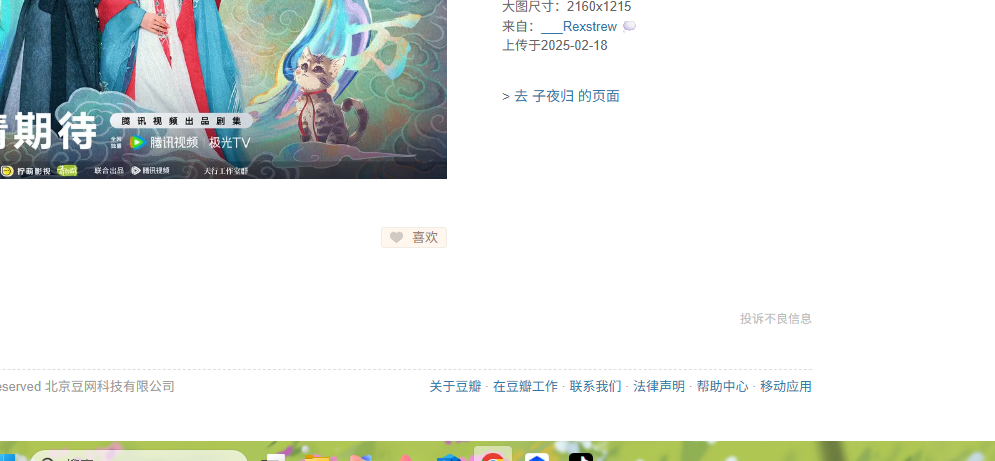 大图尺寸：2160x1215
来自：___Rexstrew
上传于2025-02-18
> 去 子夜归 的页面
情期待
腾讯视频出品剧集
全网独播 腾讯视频 极光TV
柠萌影视 联合出品 腾讯视频 天行工作室群
喜欢
投诉不良信息
eserved 北京豆网科技有限公司
关于豆瓣 · 在豆瓣工作 · 联系我们 · 法律声明 · 帮助中心 · 移动应用